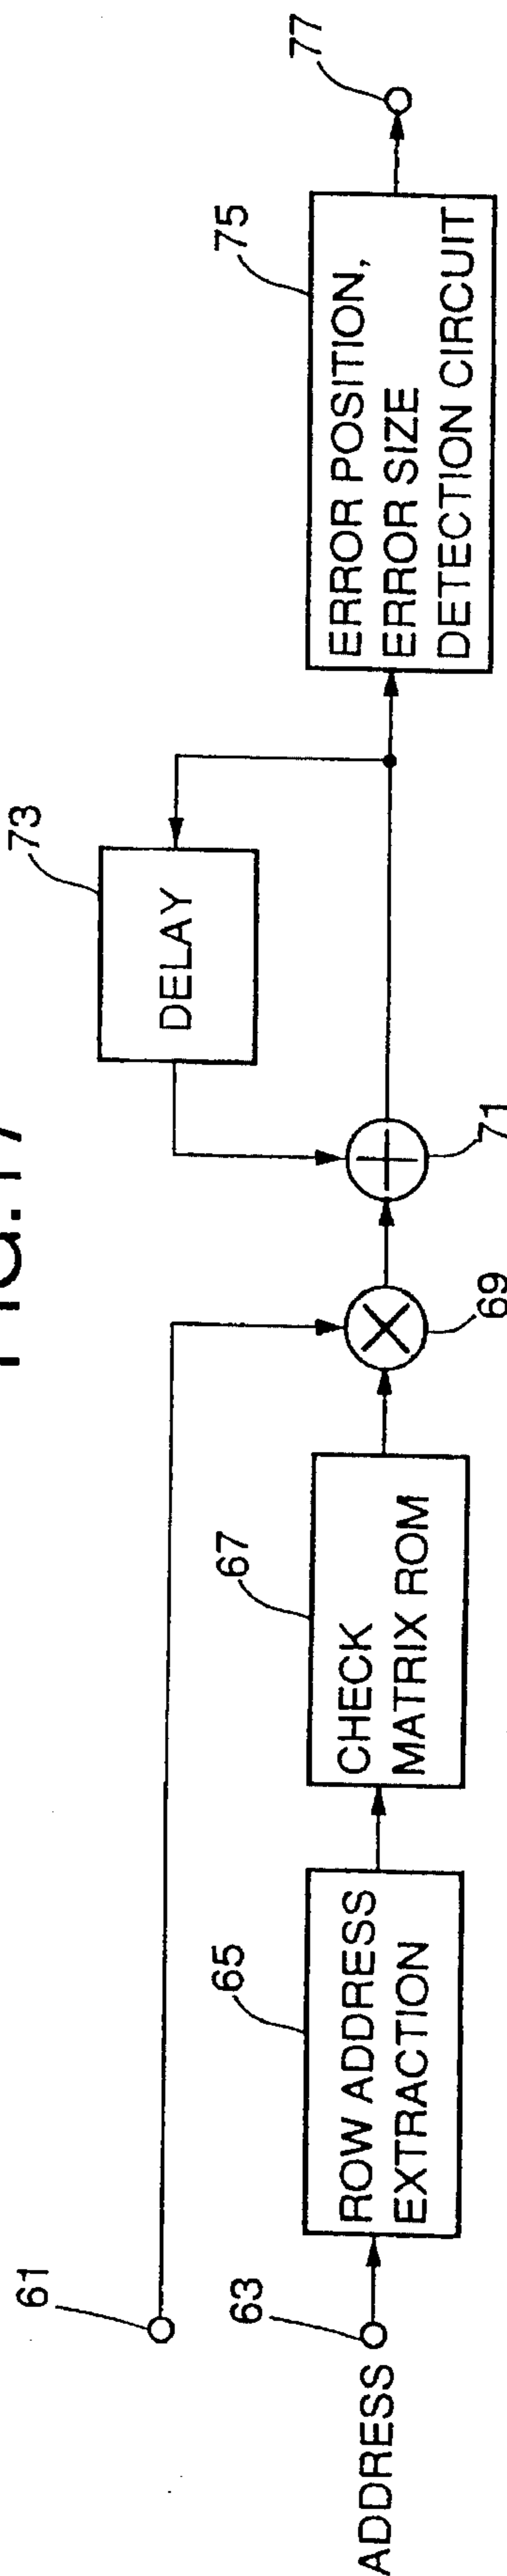 FIG.17
61
63
ADDRESS
65
ROW ADDRESS
EXTRACTION
67
CHECK
MATRIX ROM
69
71
73
DELAY
75
ERROR POSITION,
ERROR SIZE
DETECTION CIRCUIT
77